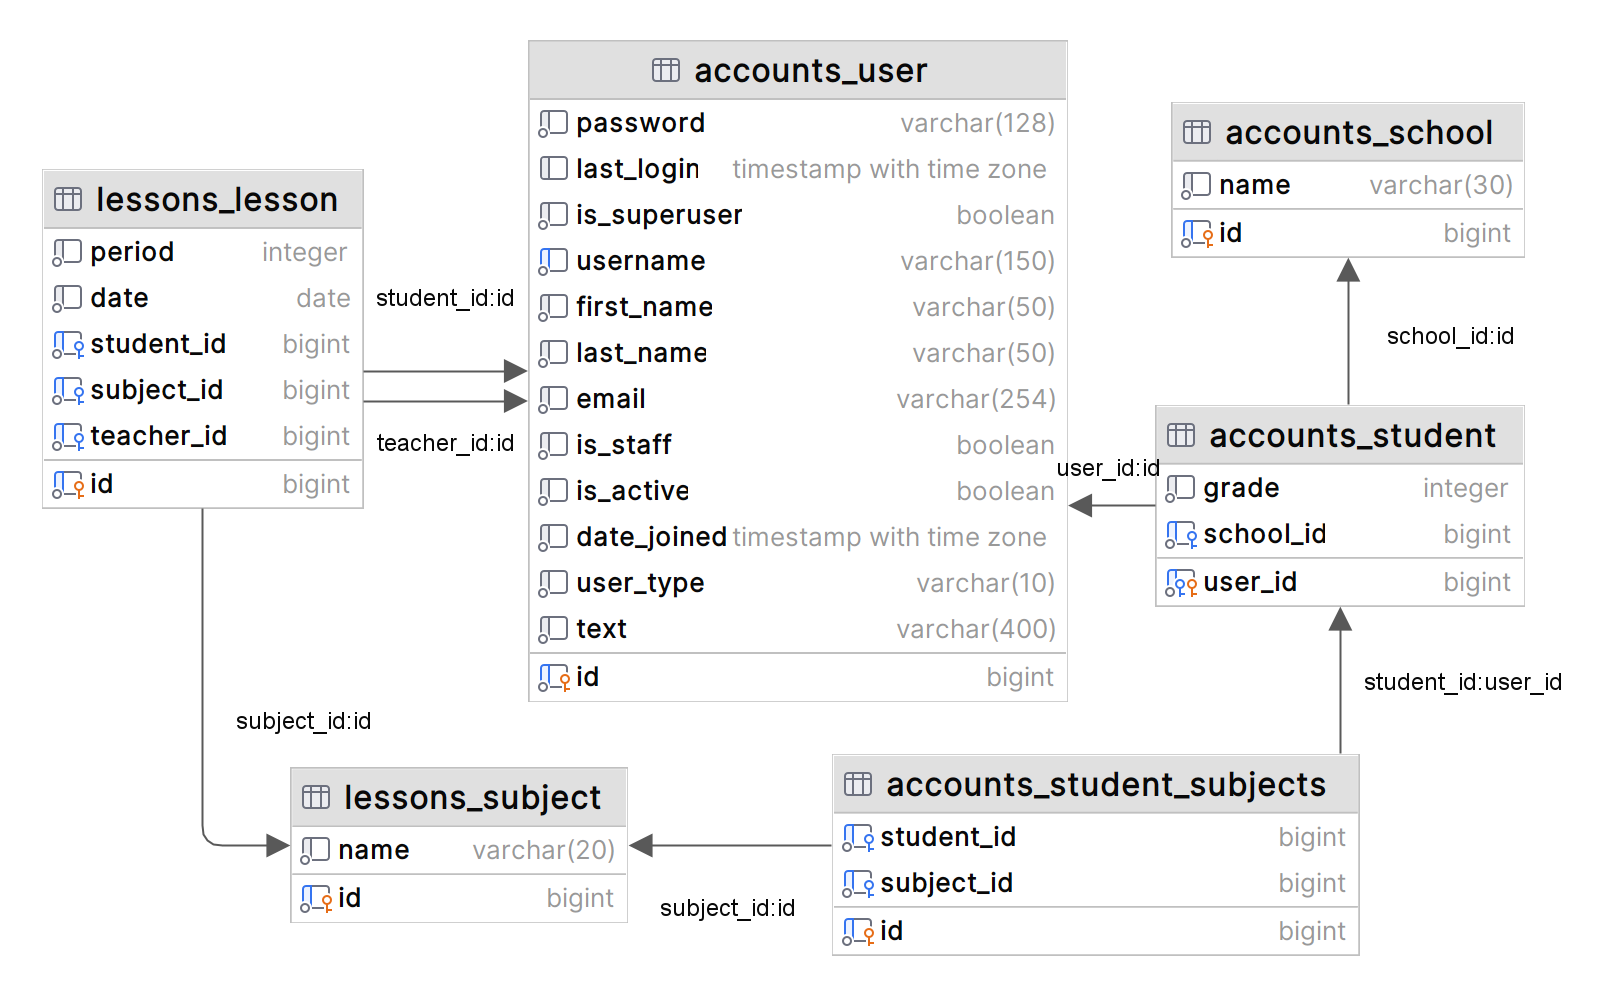 accounts_user
password varchar(128)
last_login timestamp with time zone
is_superuser boolean
username varchar(150)
first_name varchar(50)
last_name varchar(50)
email varchar(254)
is_staff boolean
is_active boolean
date_joined timestamp with time zone
user_type varchar(10)
text varchar(400)
id bigint
accounts_school
name varchar(30)
id bigint
lessons_lesson
period integer
date date
student_id bigint
subject_id bigint
teacher_id bigint
id bigint
student_id:id
teacher_id:id
school_id:id
user_id:id
accounts_student
grade integer
school_id bigint
user_id bigint
student_id:user_id
subject_id:id
lessons_subject
name varchar(20)
id bigint
subject_id:id
accounts_student_subjects
student_id bigint
subject_id bigint
id bigint